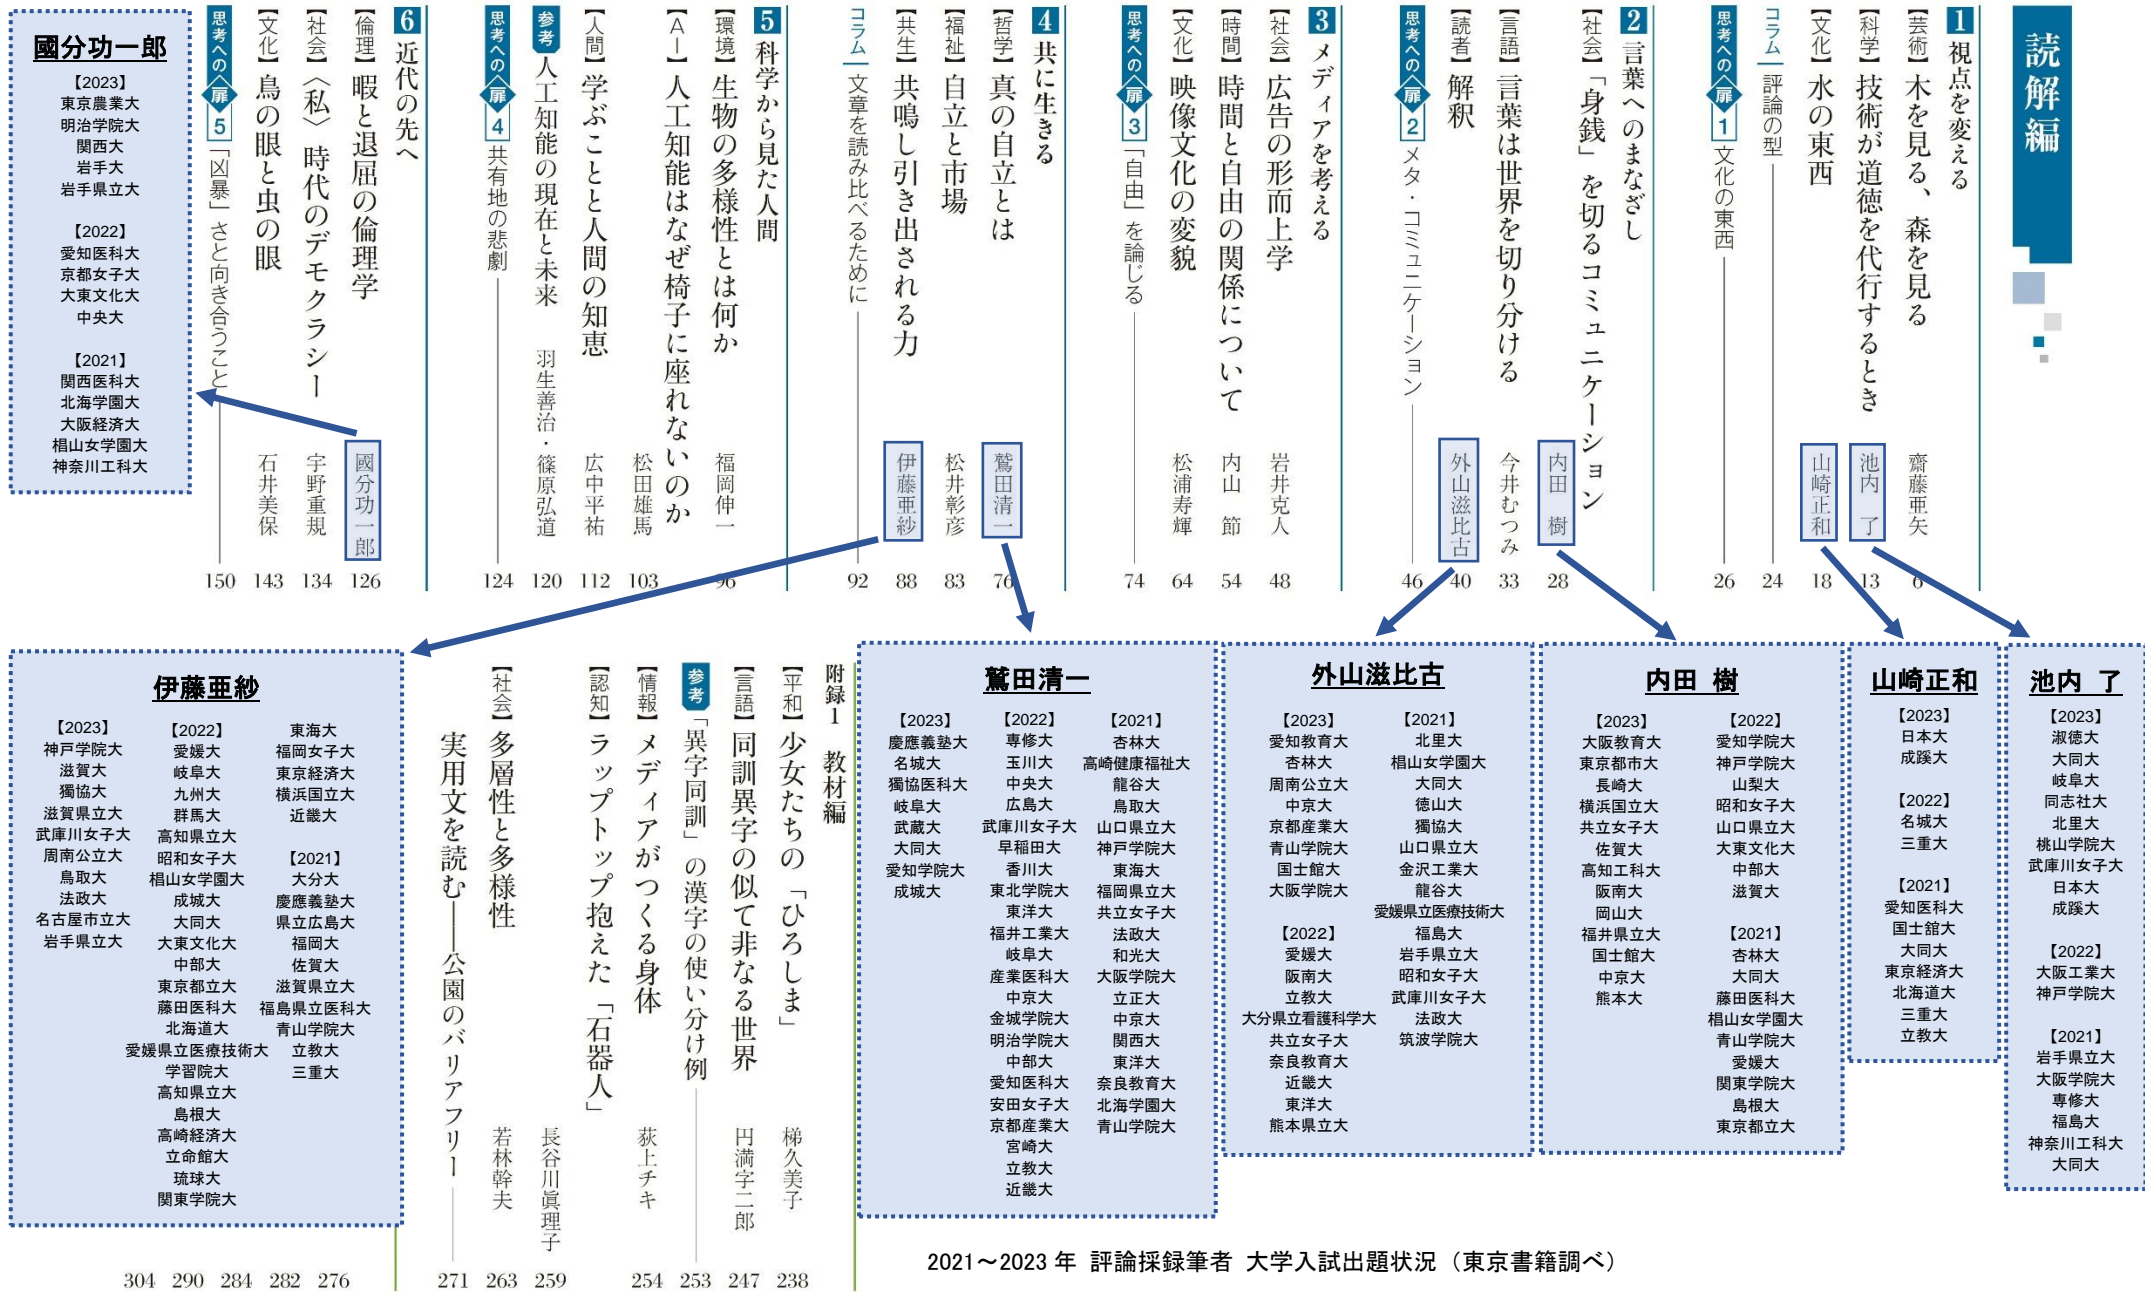 読解編
1 視点を変える
【芸術】木を見る、森を見る 齋藤亜矢 6
【科学】技術が道徳を代行するとき 池内 了 13
【文化】水の東西 山崎正和 18
コラム 評論の型 24
思考への扉1 文化の東西 26
2 言葉へのまなざし
【社会】「身銭」を切るコミュニケーション 内田 樹 28
【言語】言葉は世界を切り分ける 今井むつみ 33
【読者】解釈 外山滋比古 40
思考への扉2 メタ・コミュニケーション 46
3 メディアを考える
【社会】広告の形而上学 岩井克人 48
【時間】時間と自由の関係について 内山 節 54
【文化】映像文化の変貌 松浦寿輝 64
思考への扉3 「自由」を論じる 74
4 共に生きる
【哲学】真の自立とは 鷲田清一 76
【福祉】自立と市場 松井彰彦 83
【共生】共鳴し引き出される力 伊藤亜紗 88
コラム 文章を読み比べるために 92
5 科学から見た人間
【環境】生物の多様性とは何か 福岡伸一 96
【AI】人工知能はなぜ椅子に座れないのか 松田雄馬 103
【人間】学ぶことと人間の知恵 広中平祐 112
参考 人工知能の現在と未来 羽生善治・篠原弘道 120
思考への扉4 共有地の悲劇 124
6 近代の先へ
【倫理】暇と退屈の倫理学 國分功一郎 126
【社会】〈私〉時代のデモクラシー 宇野重規 134
【文化】鳥の眼と虫の眼 石井美保 143
思考への扉5 「凶暴」さと向き合うこと 150
國分功一郎
【2023】
東京農業大
明治学院大
関西大
岩手大
岩手県立大
【2022】
愛知医科大
京都女子大
大東文化大
中央大
【2021】
関西医科大
北海学園大
大阪経済大
椙山女学園大
神奈川工科大
池内 了
【2023】
淑徳大
大同大
岐阜大
同志社大
北里大
桃山学院大
武庫川女子大
日本大
成蹊大
【2022】
大阪工業大
神戸学院大
【2021】
岩手県立大
大阪学院大
専修大
福島大
神奈川工科大
大同大
山崎正和
【2023】
日本大
成蹊大
【2022】
名城大
三重大
【2021】
愛知医科大
国士舘大
大同大
東京経済大
北海道大
三重大
立教大
内田 樹
【2023】
大阪教育大
東京都市大
長崎大
横浜国立大
共立女子大
佐賀大
高知工科大
阪南大
岡山大
福井県立大
国士館大
中京大
熊本大
【2022】
愛知学院大
神戸学院大
山梨大
昭和女子大
山口県立大
大東文化大
中部大
滋賀大
【2021】
杏林大
大同大
藤田医科大
椙山女学園大
青山学院大
愛媛大
関東学院大
島根大
東京都立大
外山滋比古
【2023】
愛知教育大
杏林大
周南公立大
中京大
京都産業大
青山学院大
国士館大
大阪学院大
【2022】
愛媛大
阪南大
立教大
大分県立看護科学大
共立女子大
奈良教育大
近畿大
東洋大
熊本県立大
【2021】
北里大
椙山女学園大
大同大
徳山大
獨協大
山口県立大
金沢工業大
龍谷大
愛媛県立医療技術大
福島大
岩手県立大
昭和女子大
武庫川女子大
法政大
筑波学院大
鷲田清一
【2023】
慶應義塾大
名城大
獨協医科大
岐阜大
武蔵大
大同大
愛知学院大
成城大
【2022】
専修大
玉川大
中央大
広島大
武庫川女子大
早稲田大
香川大
東北学院大
東洋大
福井工業大
岐阜大
産業医科大
中京大
金城学院大
明治学院大
中部大
愛知医科大
安田女子大
京都産業大
宮崎大
立教大
近畿大
【2021】
杏林大
高崎健康福祉大
龍谷大
鳥取大
山口県立大
神戸学院大
東海大
福岡県立大
共立女子大
法政大
和光大
大阪学院大
立正大
中京大
関西大
東洋大
奈良教育大
北海学園大
青山学院大
附録1 教材編
【平和】少女たちの「ひろしま」 梯久美子 238
【言語】同訓異字の似て非なる世界 円満字二郎 247
参考 「異字同訓」の漢字の使い分け例 253
【情報】メディアがつくる身体 荻上チキ 254
【認知】ラップトップ抱えた「石器人」 長谷川眞理子 259
【社会】多層性と多様性 若林幹夫 263
実用文を読む――公園のバリアフリー 271
276
282
284
290
304
伊藤亜紗
【2023】
神戸学院大
滋賀大
獨協大
滋賀県立大
武庫川女子大
周南公立大
鳥取大
法政大
名古屋市立大
岩手県立大
【2022】
愛媛大
岐阜大
九州大
群馬大
高知県立大
昭和女子大
椙山女学園大
成城大
大同大
大東文化大
中部大
東京都立大
藤田医科大
北海道大
愛媛県立医療技術大
学習院大
高知県立大
島根大
高崎経済大
立命館大
琉球大
関東学院大
東海大
福岡女子大
東京経済大
横浜国立大
近畿大
【2021】
大分大
慶應義塾大
県立広島大
福岡大
佐賀大
滋賀県立大
福島県立医科大
青山学院大
立教大
三重大
2021～2023 年 評論採録筆者 大学入試出題状況（東京書籍調べ）